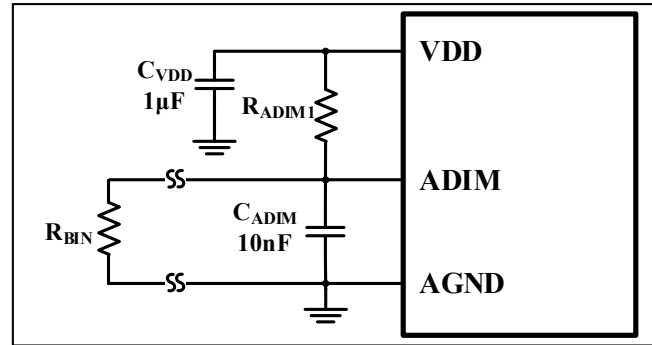 VDD
CVDD
1µF
RADIM1
ADIM
CADIM
10nF
RBIN
AGND